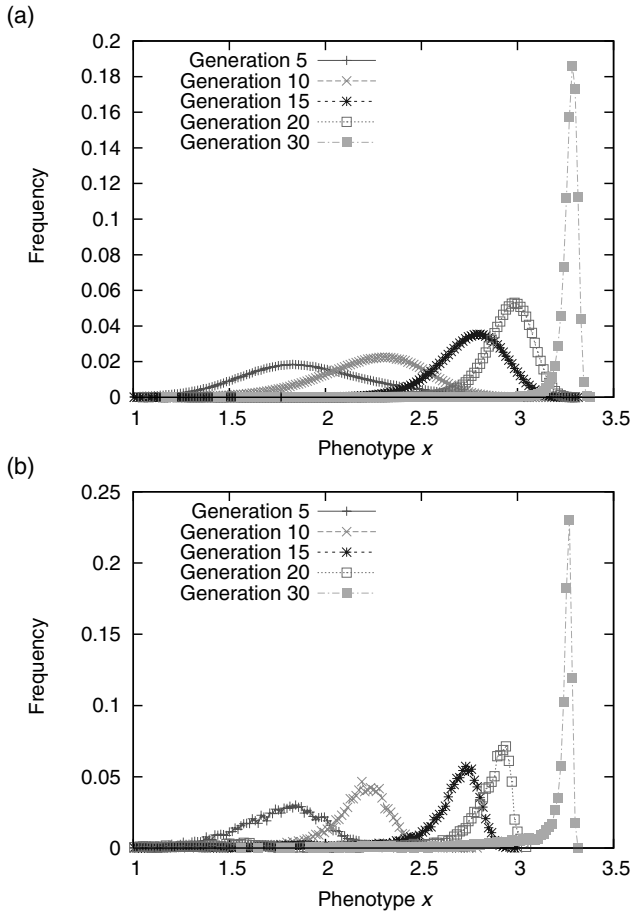 (a)
0.2
0.18
0.16
0.14
0.12
0.1
0.08
0.06
0.04
0.02
0
Frequency
Generation 5
Generation 10
Generation 15
Generation 20
Generation 30
1 1.5 2 2.5 3 3.5
Phenotype x
(b)
0.25
0.2
0.15
0.1
0.05
0
Frequency
Generation 5
Generation 10
Generation 15
Generation 20
Generation 30
1 1.5 2 2.5 3 3.5
Phenotype x